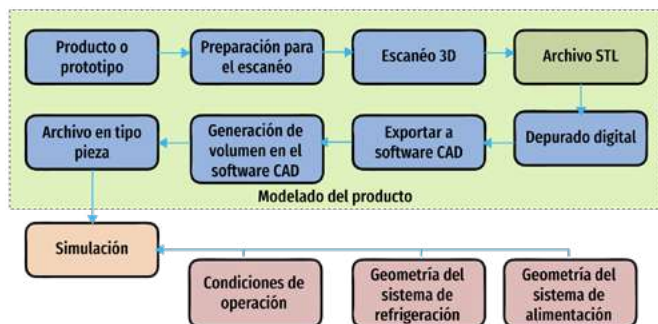 Producto o
prototipo
Preparación para
el escanéo
Escanéo 3D
Archivo STL
Archivo en tipo
pieza
Generación de
volumen en el
software CAD
Exportar a
software CAD
Depurado digital
Modelado del producto
Simulación
Condiciones de
operación
Geometría del
sistema de
refrigeración
Geometría del
sistema de
alimentación